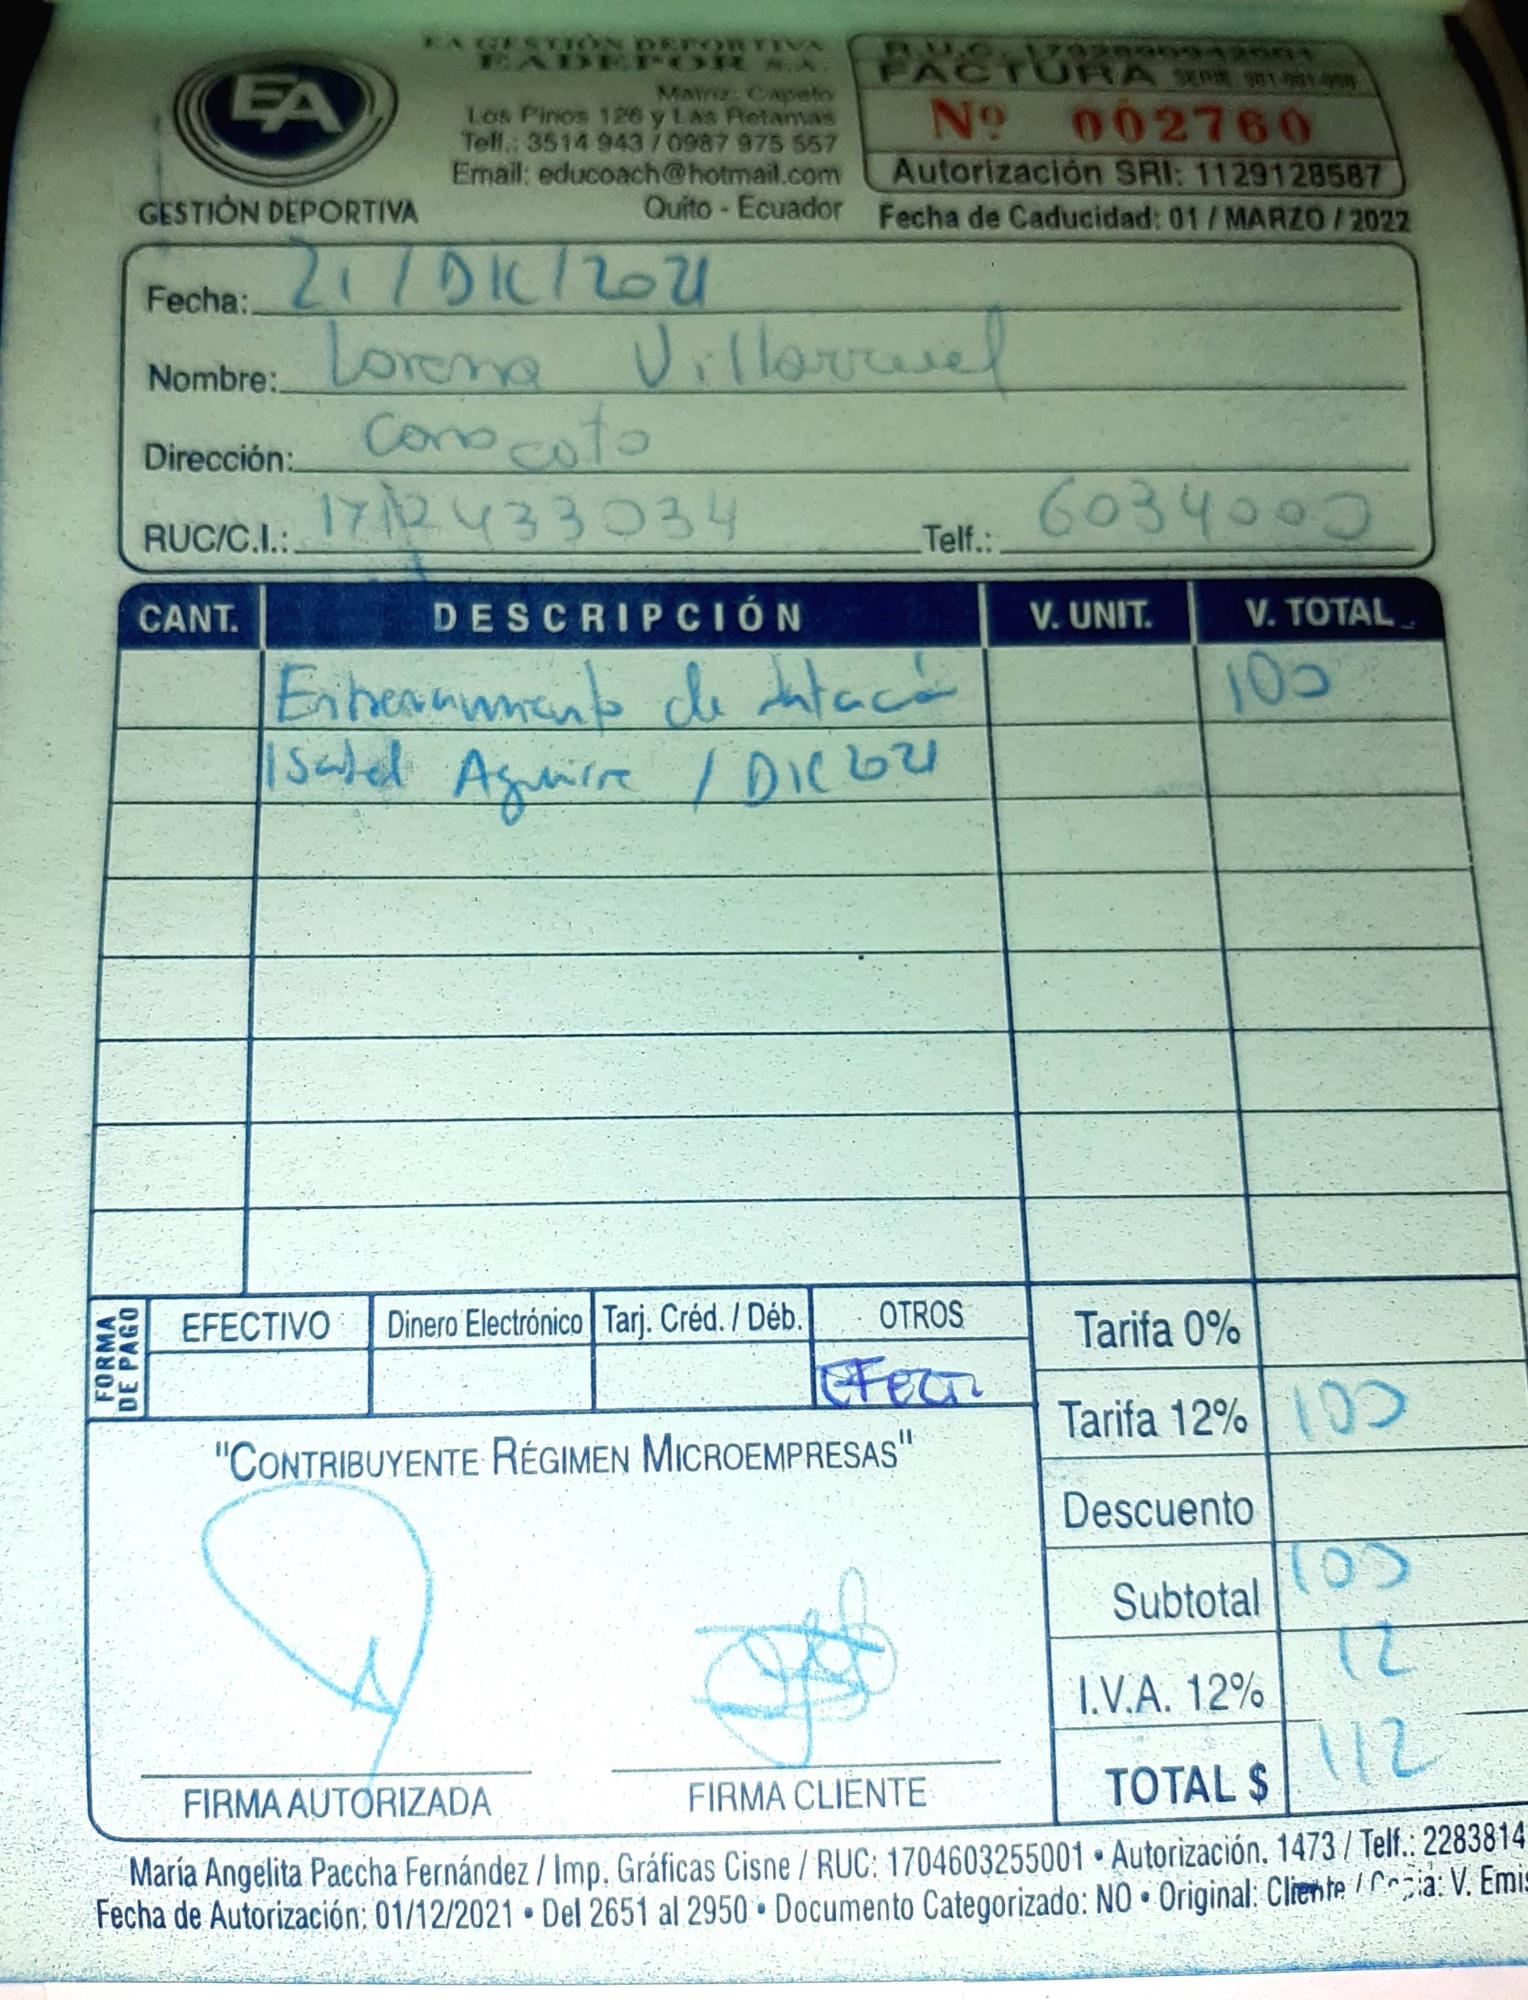 EA
GESTIÓN DEPORTIVA
EA GESTIÓN DEPORTIVA
EADEPOR S.A.
Matriz: Capelo
Los Pinos 126 y Las Retamas
Telf.: 3514 943 / 0987 975 557
Email: educoach@hotmail.com
Quito - Ecuador
R.U.C. 1792890942001
FACTURA SERIE 001-001-000
Nº 002760
Autorización SRI: 1129128587
Fecha de Caducidad: 01 / MARZO / 2022
Fecha: 21 / DIC / 2021
Nombre: Lorena Villarruel
Dirección: Conocoto
RUC/C.I.: 1712433034 Telf.: 6034000
CANT. DESCRIPCIÓN V. UNIT. V. TOTAL
Entrenamiento de natació 100
Isabel Aguirre / DIC 2021
FORMA DE PAGO
EFECTIVO Dinero Electrónico Tarj. Créd. / Déb. OTROS
EFECTI
Tarifa 0%
Tarifa 12% 100
Descuento
Subtotal 100
I.V.A. 12% 12
TOTAL $ 112
"CONTRIBUYENTE RÉGIMEN MICROEMPRESAS"
FIRMA AUTORIZADA FIRMA CLIENTE
María Angelita Paccha Fernández / Imp. Gráficas Cisne / RUC: 1704603255001 • Autorización. 1473 / Telf.: 2283814
Fecha de Autorización: 01/12/2021 • Del 2651 al 2950 • Documento Categorizado: NO • Original: Cliente / Copia: V. Emis